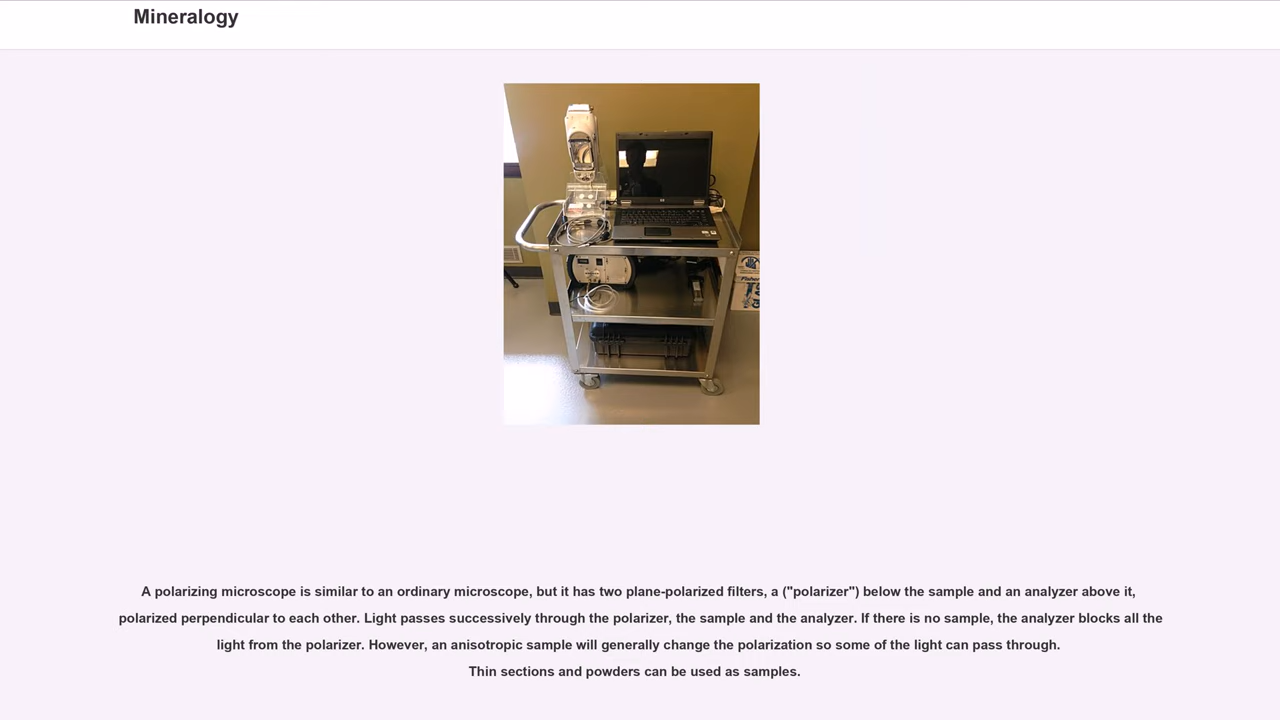 Mineralogy
A polarizing microscope is similar to an ordinary microscope, but it has two plane-polarized filters, a ("polarizer") below the sample and an analyzer above it,
polarized perpendicular to each other. Light passes successively through the polarizer, the sample and the analyzer. If there is no sample, the analyzer blocks all the
light from the polarizer. However, an anisotropic sample will generally change the polarization so some of the light can pass through.
Thin sections and powders can be used as samples.